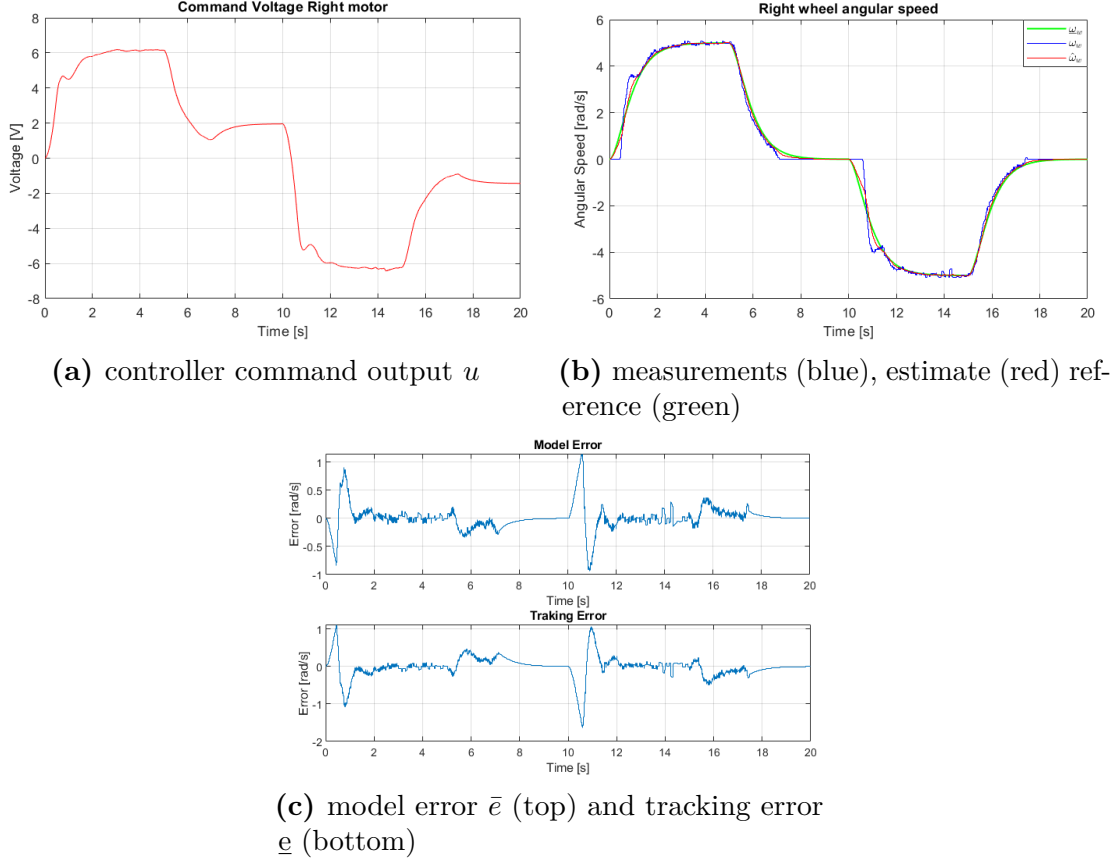 Command Voltage Right motor
8
6
4
2
0
-2
-4
-6
-8
Voltage [V]
0 2 4 6 8 10 12 14 16 18 20
Time [s]
Right wheel angular speed
6
4
2
0
-2
-4
-6
Angular Speed [rad/s]
0 2 4 6 8 10 12 14 16 18 20
Time [s]
ω̲_w
ω_w
ω̂_w
(a) controller command output u
(b) measurements (blue), estimate (red) ref-
erence (green)
Model Error
1
0.5
0
-0.5
-1
Error [rad/s]
0 2 4 6 8 10 12 14 16 18 20
Time [s]
Traking Error
1
0
-1
-2
Error [rad/s]
0 2 4 6 8 10 12 14 16 18 20
Time [s]
(c) model error ē (top) and tracking error
e̲ (bottom)